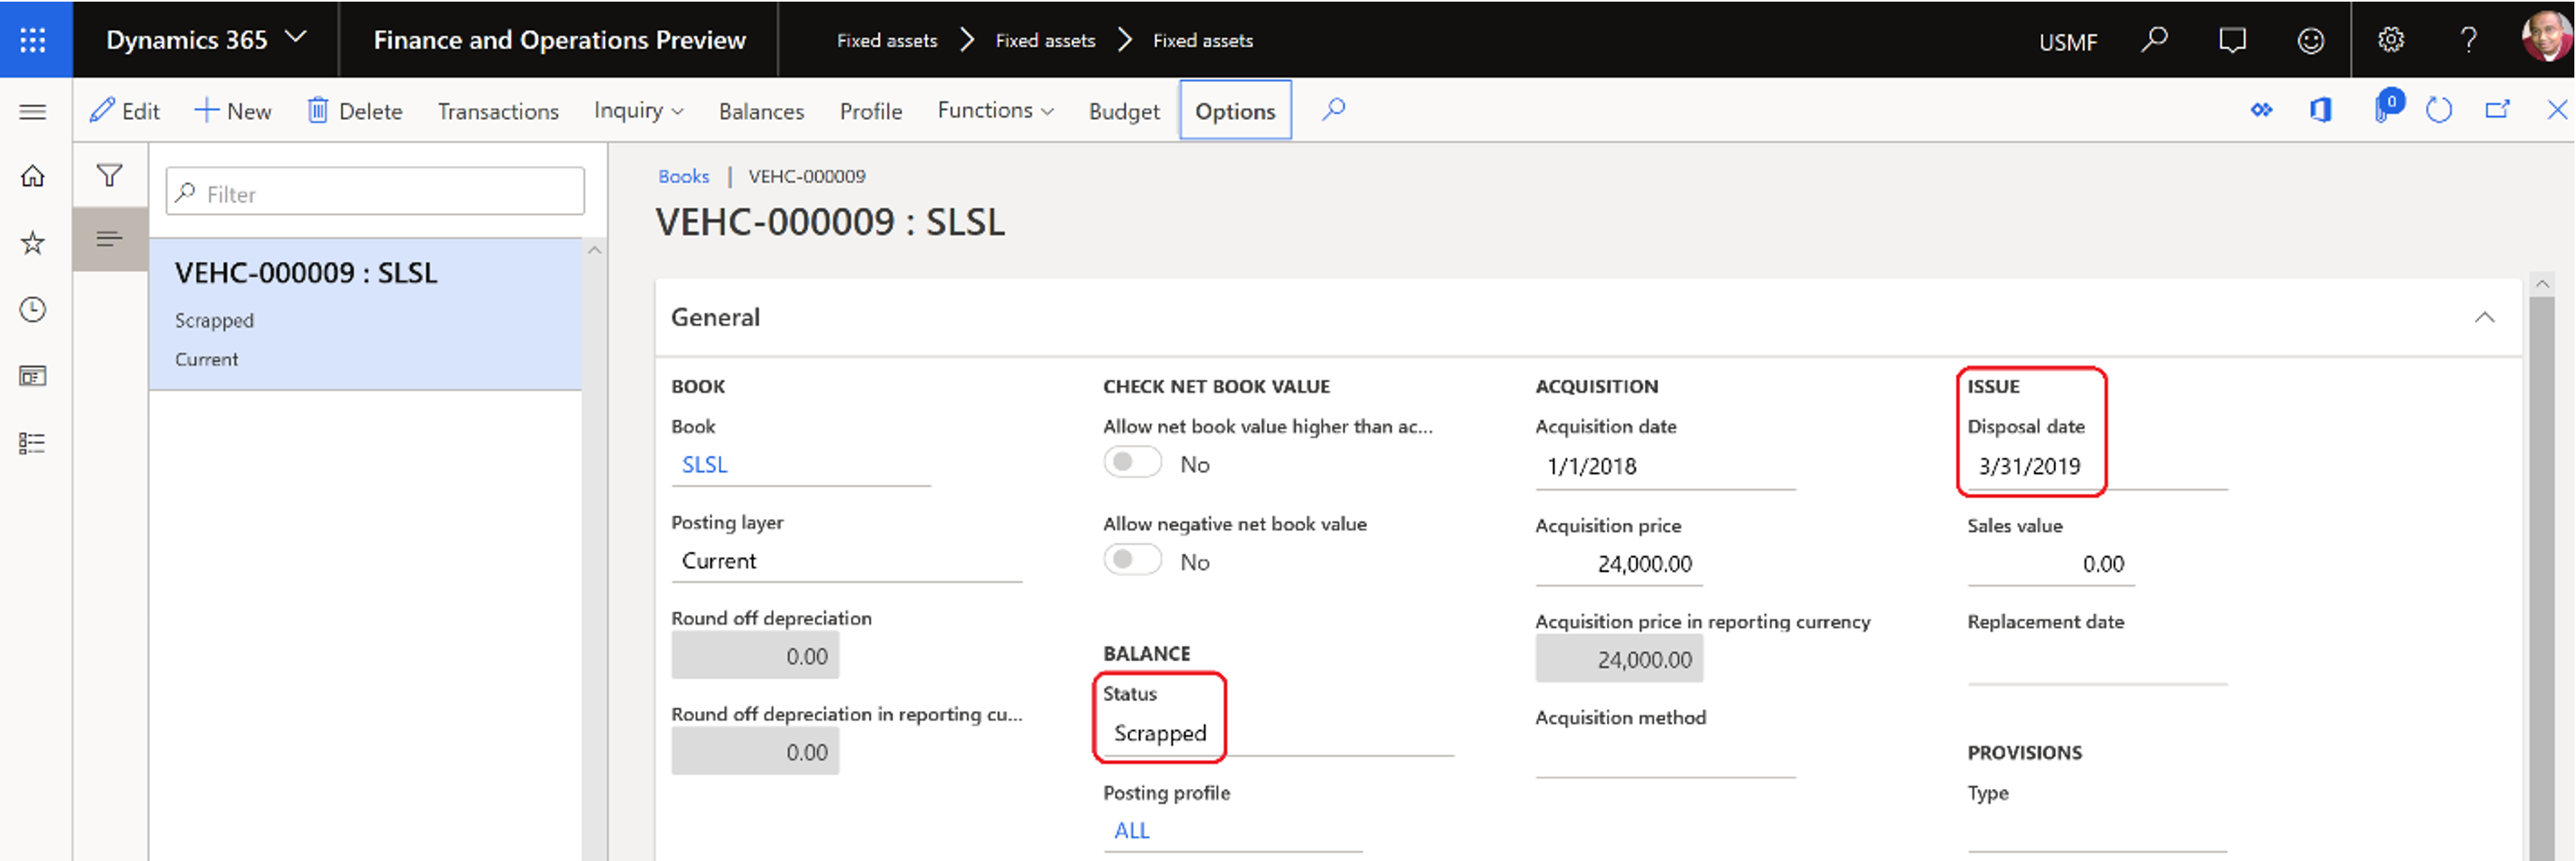 Dynamics 365
Finance and Operations Preview
Fixed assets
Fixed assets
Fixed assets
USMF
?
Edit
New
Delete
Transactions
Inquiry
Balances
Profile
Functions
Budget
Options
0
Filter
VEHC-000009 : SLSL
Scrapped
Current
Books | VEHC-000009
VEHC-000009 : SLSL
General
BOOK
Book
SLSL
Posting layer
Current
Round off depreciation
0.00
Round off depreciation in reporting cu...
0.00
CHECK NET BOOK VALUE
Allow net book value higher than ac...
No
Allow negative net book value
No
BALANCE
Status
Scrapped
Posting profile
ALL
ACQUISITION
Acquisition date
1/1/2018
Acquisition price
24,000.00
Acquisition price in reporting currency
24,000.00
Acquisition method
ISSUE
Disposal date
3/31/2019
Sales value
0.00
Replacement date
PROVISIONS
Type